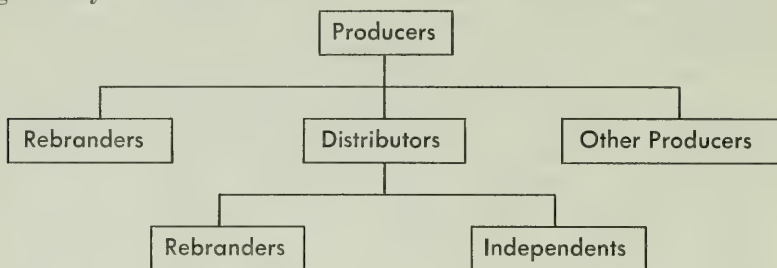 Producers
Rebranders Distributors Other Producers
Rebranders Independents